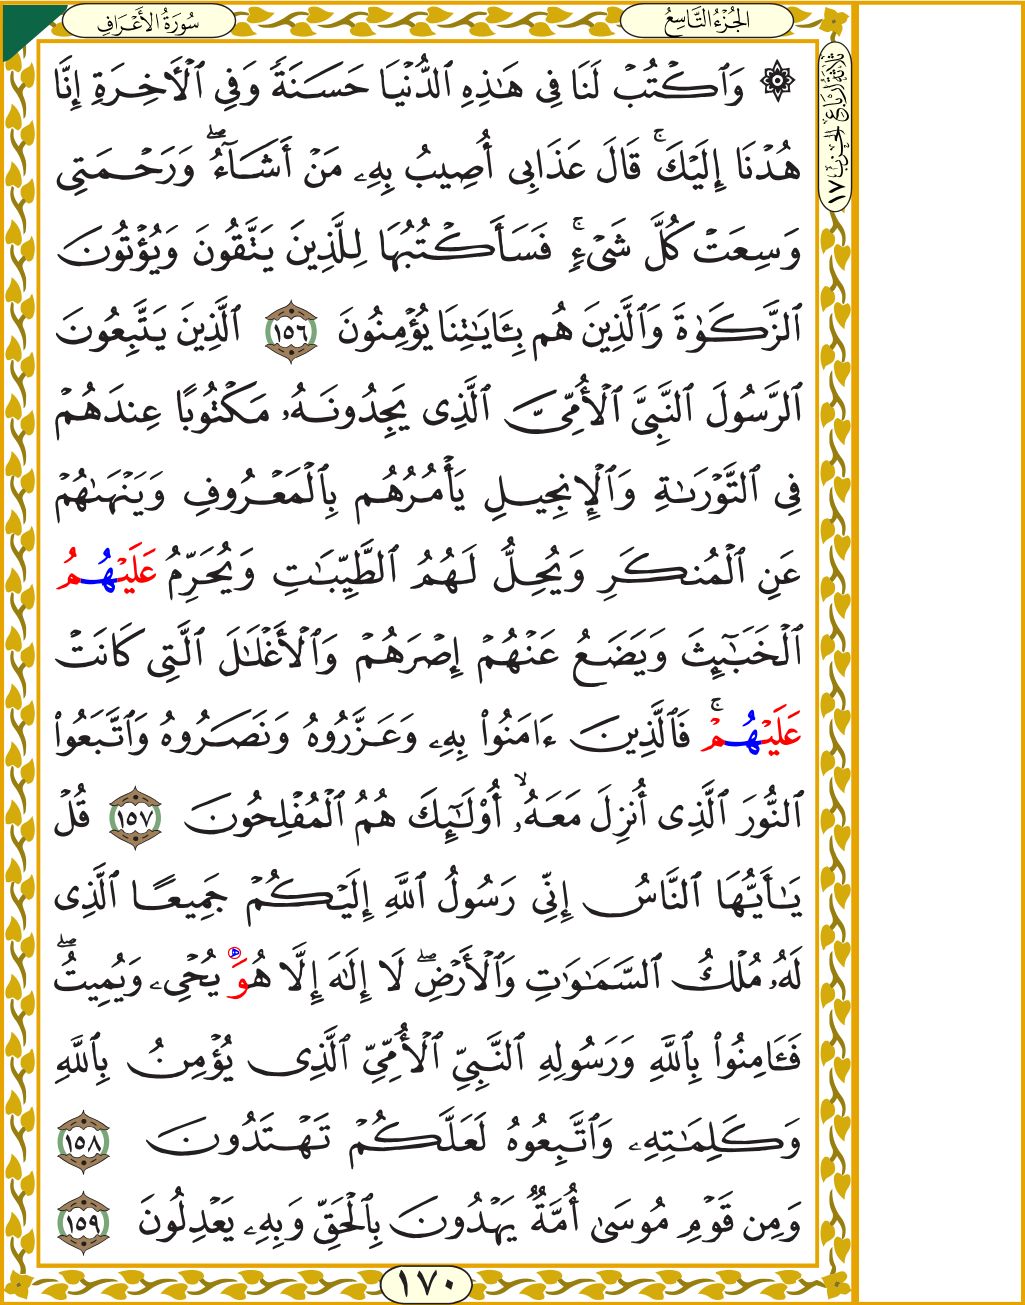 سُورَةُ الأَعْرَافِ
الجُزْءُ التَّاسِعُ
ثَلَاثَةُ أَرْبَاعِ الحِزْبِ ١٧
۞ وَٱكْتُبْ لَنَا فِى هَٰذِهِ ٱلدُّنْيَا حَسَنَةً وَفِى ٱلْأَخِرَةِ إِنَّا
هُدْنَا إِلَيْكَ ۚ قَالَ عَذَابِى أُصِيبُ بِهِۦ مَنْ أَشَآءُ ۖ وَرَحْمَتِى
وَسِعَتْ كُلَّ شَىْءٍ ۚ فَسَأَكْتُبُهَا لِلَّذِينَ يَتَّقُونَ وَيُؤْتُونَ
ٱلزَّكَوٰةَ وَٱلَّذِينَ هُم بِـَٔايَٰتِنَا يُؤْمِنُونَ ١٥٦ ٱلَّذِينَ يَتَّبِعُونَ
ٱلرَّسُولَ ٱلنَّبِىَّ ٱلْأُمِّىَّ ٱلَّذِى يَجِدُونَهُۥ مَكْتُوبًا عِندَهُمْ
فِى ٱلتَّوْرَىٰةِ وَٱلْإِنجِيلِ يَأْمُرُهُم بِٱلْمَعْرُوفِ وَيَنْهَىٰهُمْ
عَنِ ٱلْمُنكَرِ وَيُحِلُّ لَهُمُ ٱلطَّيِّبَٰتِ وَيُحَرِّمُ عَلَيْهُمُ
ٱلْخَبَٰٓئِثَ وَيَضَعُ عَنْهُمْ إِصْرَهُمْ وَٱلْأَغْلَٰلَ ٱلَّتِى كَانَتْ
عَلَيْهُمْ ۚ فَٱلَّذِينَ ءَامَنُوا۟ بِهِۦ وَعَزَّرُوهُ وَنَصَرُوهُ وَٱتَّبَعُوا۟
ٱلنُّورَ ٱلَّذِى أُنزِلَ مَعَهُۥ ۙ أُو۟لَٰٓئِكَ هُمُ ٱلْمُفْلِحُونَ ١٥٧ قُلْ
يَٰأَيُّهَا ٱلنَّاسُ إِنِّى رَسُولُ ٱللَّهِ إِلَيْكُمْ جَمِيعًا ٱلَّذِى
لَهُۥ مُلْكُ ٱلسَّمَٰوَٰتِ وَٱلْأَرْضِ ۖ لَا إِلَٰهَ إِلَّا هُوَ يُحْىِۦ وَيُمِيتُ ۖ
فَـَٔامِنُوا۟ بِٱللَّهِ وَرَسُولِهِ ٱلنَّبِىِّ ٱلْأُمِّىِّ ٱلَّذِى يُؤْمِنُ بِٱللَّهِ
وَكَلِمَٰتِهِۦ وَٱتَّبِعُوهُ لَعَلَّكُمْ تَهْتَدُونَ ١٥٨
وَمِن قَوْمِ مُوسَىٰ أُمَّةٌ يَهْدُونَ بِٱلْحَقِّ وَبِهِۦ يَعْدِلُونَ ١٥٩
١٧٠